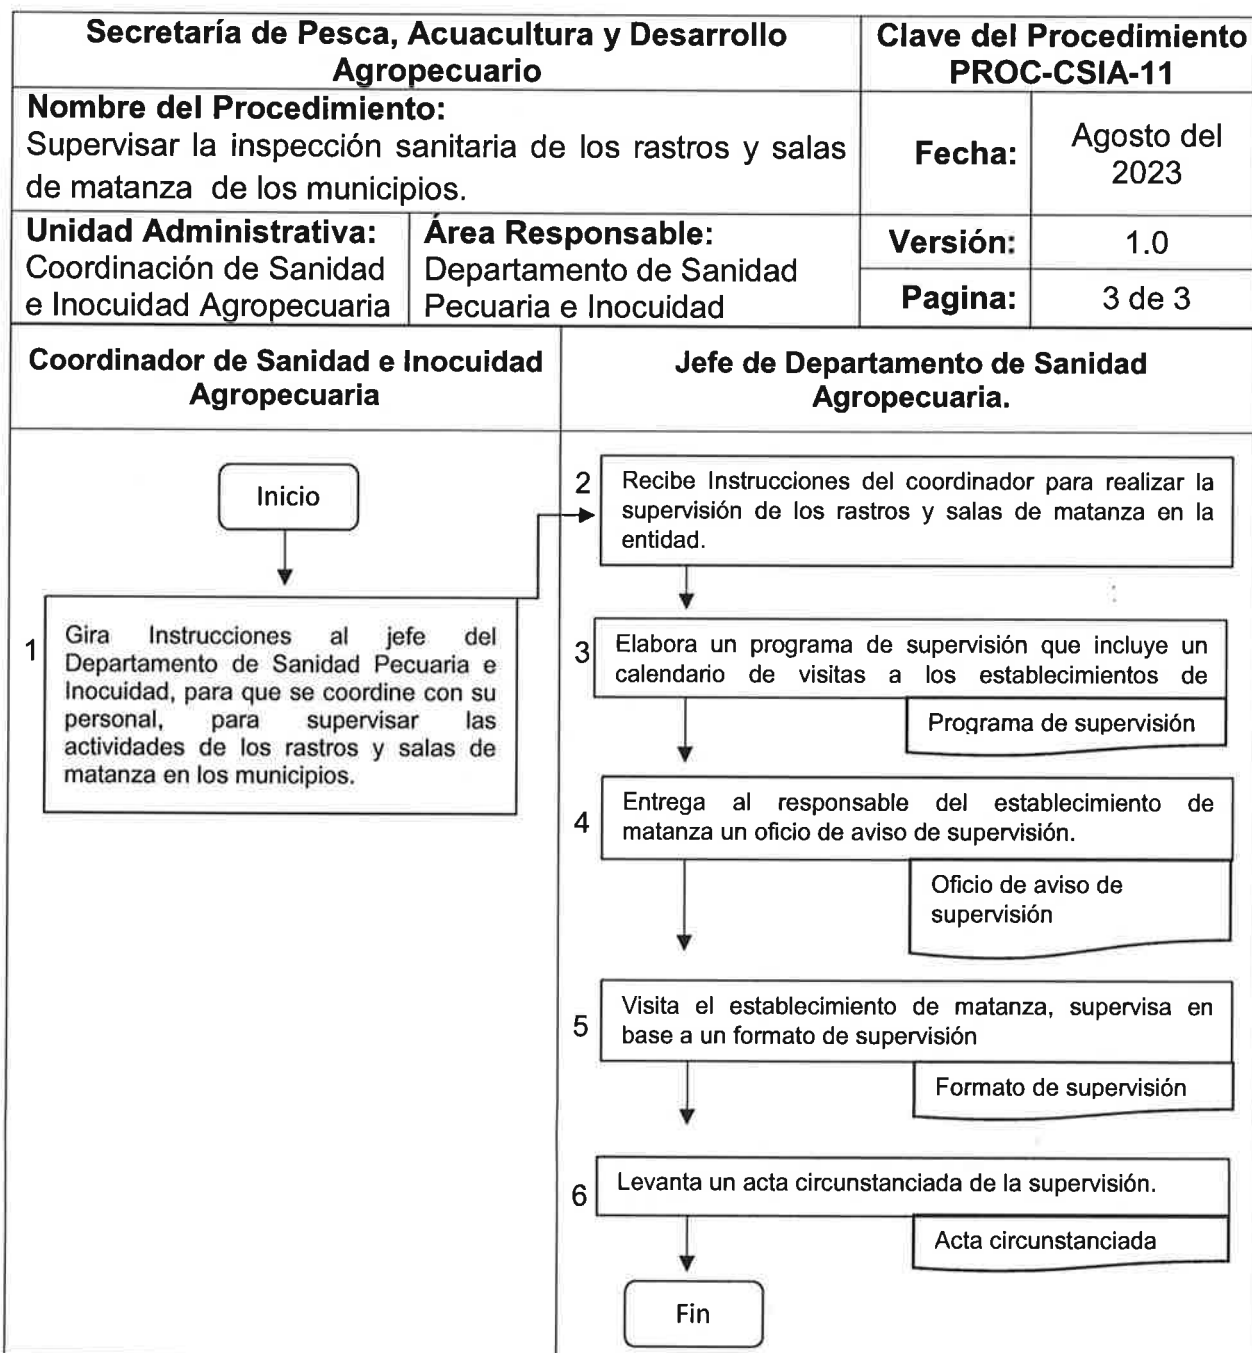 Secretaría de Pesca, Acuacultura y Desarrollo
Agropecuario
Clave del Procedimiento
PROC-CSIA-11
Nombre del Procedimiento:
Supervisar la inspección sanitaria de los rastros y salas
de matanza de los municipios.
Fecha:
Agosto del
2023
Unidad Administrativa:
Coordinación de Sanidad
e Inocuidad Agropecuaria
Área Responsable:
Departamento de Sanidad
Pecuaria e Inocuidad
Versión:
1.0
Pagina:
3 de 3
Coordinador de Sanidad e Inocuidad
Agropecuaria
Jefe de Departamento de Sanidad
Agropecuaria.
Inicio
1
Gira Instrucciones al jefe del
Departamento de Sanidad Pecuaria e
Inocuidad, para que se coordine con su
personal, para supervisar las
actividades de los rastros y salas de
matanza en los municipios.
2
Recibe Instrucciones del coordinador para realizar la
supervisión de los rastros y salas de matanza en la
entidad.
3
Elabora un programa de supervisión que incluye un
calendario de visitas a los establecimientos de
Programa de supervisión
4
Entrega al responsable del establecimiento de
matanza un oficio de aviso de supervisión.
Oficio de aviso de
supervisión
5
Visita el establecimiento de matanza, supervisa en
base a un formato de supervisión
Formato de supervisión
6
Levanta un acta circunstanciada de la supervisión.
Acta circunstanciada
Fin